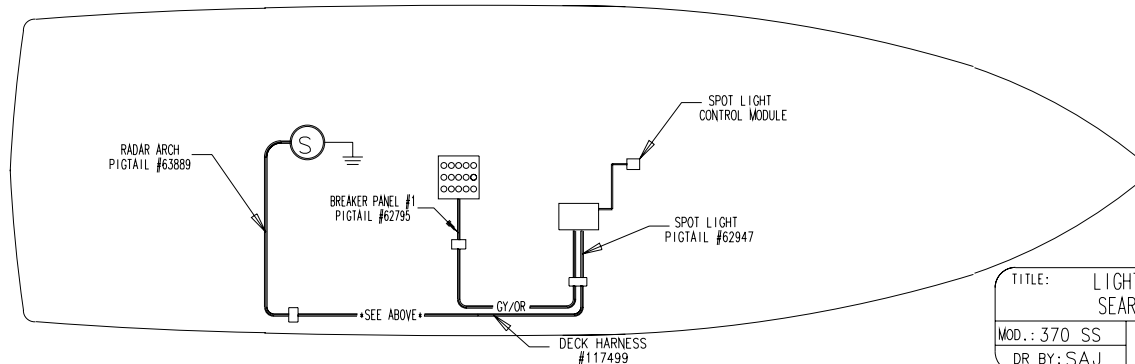 SPOT LIGHT
CONTROL MODULE
RADAR ARCH
PIGTAIL #63889
S
BREAKER PANEL #1
PIGTAIL #62795
SPOT LIGHT
PIGTAIL #62947
GY/OR
*SEE ABOVE*
DECK HARNESS
#117499
TITLE: LIGHT
SEAR
MOD.: 370 SS
DR BY: SAJ